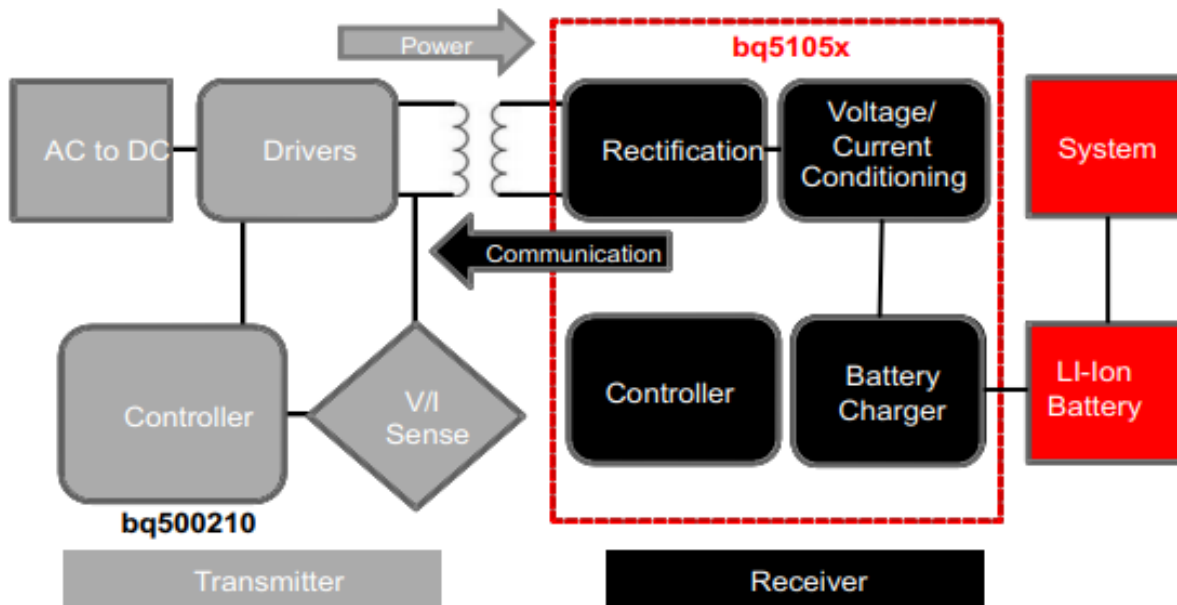 Power
bq5105x
AC to DC
Drivers
Rectification
Voltage/
Current
Conditioning
System
Communication
Controller
V/I
Sense
Controller
Battery
Charger
LI-Ion
Battery
bq500210
Transmitter
Receiver